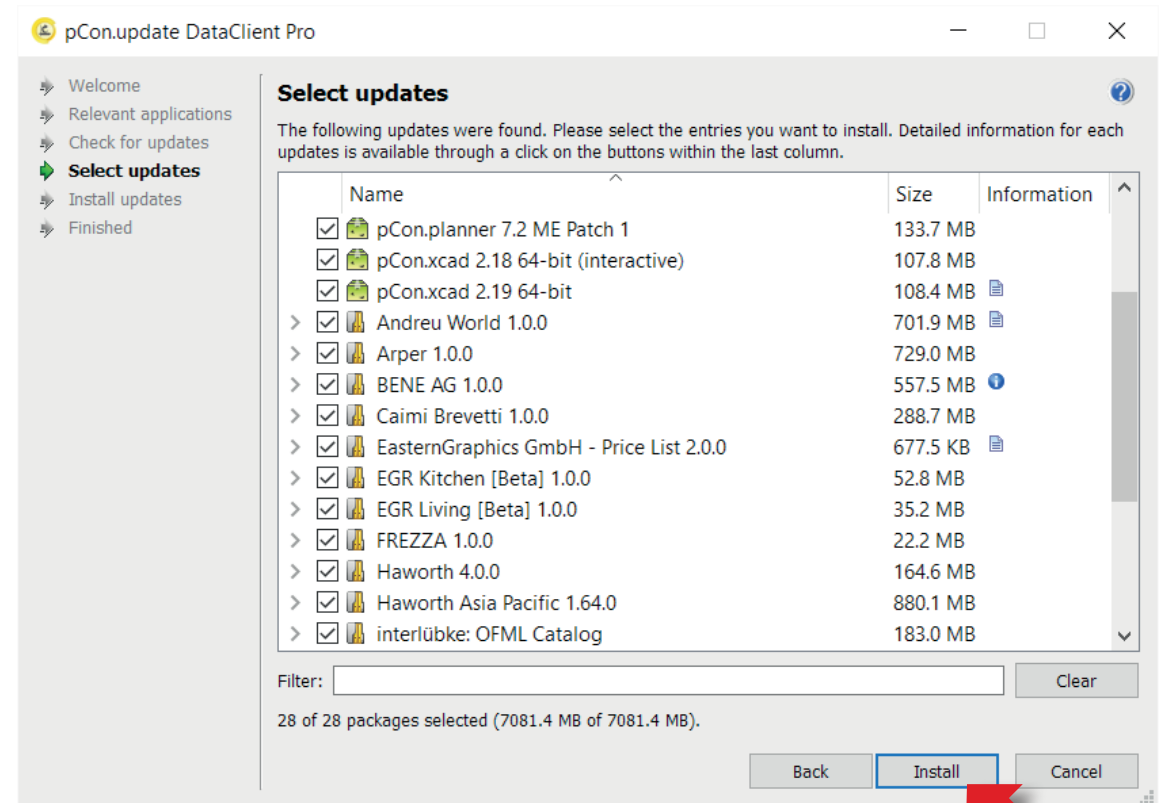 pCon.update DataClient Pro
Welcome
Relevant applications
Check for updates
Select updates
Install updates
Finished
Select updates
The following updates were found. Please select the entries you want to install. Detailed information for each
updates is available through a click on the buttons within the last column.
Name Size Information
pCon.planner 7.2 ME Patch 1 133.7 MB
pCon.xcad 2.18 64-bit (interactive) 107.8 MB
pCon.xcad 2.19 64-bit 108.4 MB
Andreu World 1.0.0 701.9 MB
Arper 1.0.0 729.0 MB
BENE AG 1.0.0 557.5 MB
Caimi Brevetti 1.0.0 288.7 MB
EasternGraphics GmbH - Price List 2.0.0 677.5 KB
EGR Kitchen [Beta] 1.0.0 52.8 MB
EGR Living [Beta] 1.0.0 35.2 MB
FREZZA 1.0.0 22.2 MB
Haworth 4.0.0 164.6 MB
Haworth Asia Pacific 1.64.0 880.1 MB
interlübke: OFML Catalog 183.0 MB
Filter: Clear
28 of 28 packages selected (7081.4 MB of 7081.4 MB).
Back Install Cancel